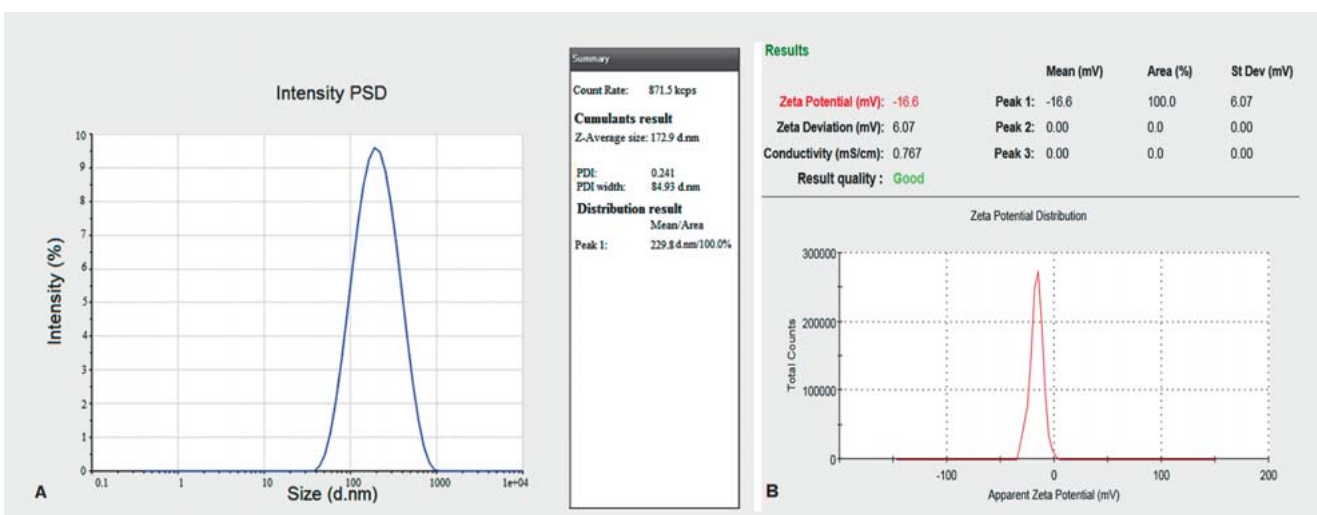 Intensity PSD
Intensity (%)
10
9
8
7
6
5
4
3
2
1
0
0.1 1 10 100 1000 1e+04
Size (d.nm)
A
Summary
Count Rate: 871.5 kcps
Cumulants result
Z-Average size: 172.9 d.nm
PDI: 0.241
PDI width: 84.93 d.nm
Distribution result
Mean/Area
Peak 1: 229.8 d.nm/100.0%
Results
Mean (mV) Area (%) St Dev (mV)
Zeta Potential (mV): -16.6 Peak 1: -16.6 100.0 6.07
Zeta Deviation (mV): 6.07 Peak 2: 0.00 0.0 0.00
Conductivity (mS/cm): 0.767 Peak 3: 0.00 0.0 0.00
Result quality : Good
Zeta Potential Distribution
Total Counts
300000
200000
100000
0
-100 0 100 200
Apparent Zeta Potential (mV)
B